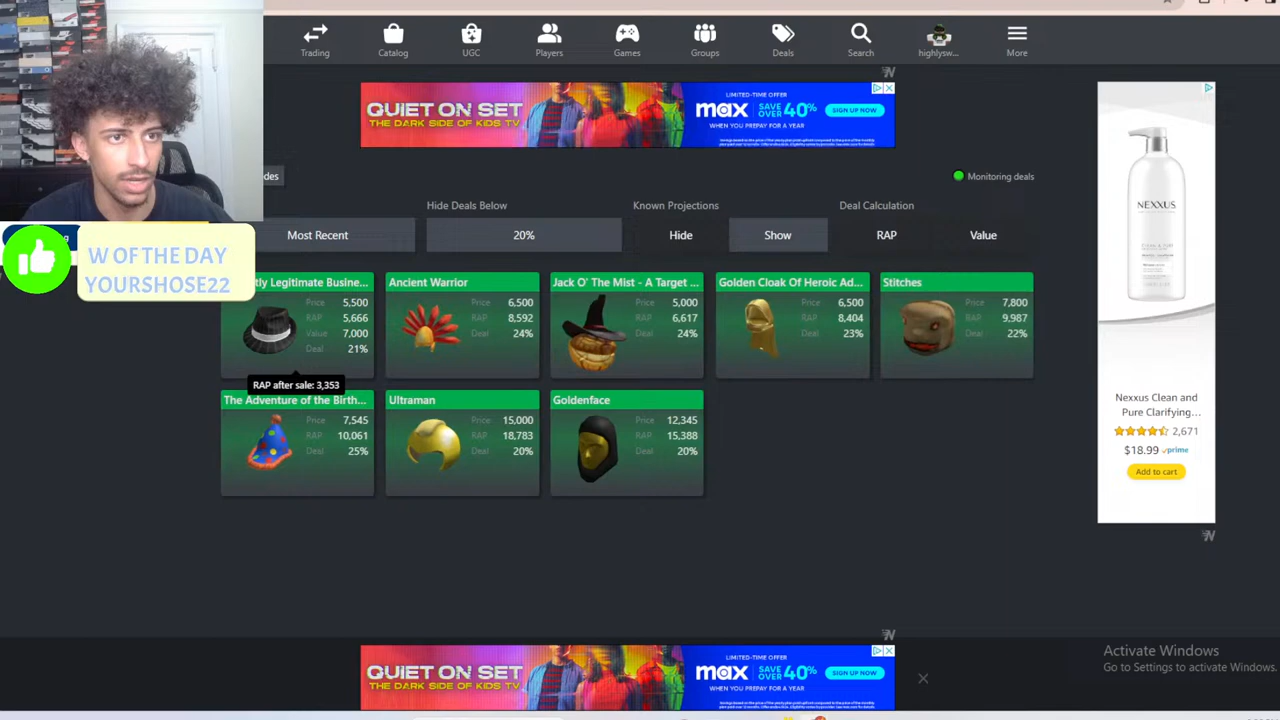 Trading
Catalog
UGC
Players
Games
Groups
Deals
Search
highlysw...
More
QUIET ON SET
THE DARK SIDE OF KIDS TV
LIMITED-TIME OFFER
max SAVE OVER 40%
WHEN YOU PREPAY FOR A YEAR
SIGN UP NOW
des
Monitoring deals
Hide Deals Below
Known Projections
Deal Calculation
Most Recent
20%
Hide
Show
RAP
Value
W OF THE DAY
YOURSHOSE22
tly Legitimate Busine...
Price 5,500
RAP 5,666
Value 7,000
Deal 21%
RAP after sale: 3,353
Price 6,500
RAP 8,592
Deal 24%
Jack O' The Mist - A Target ...
Price 5,000
RAP 6,617
Deal 24%
Golden Cloak Of Heroic Ad...
Price 6,500
RAP 8,404
Deal 23%
Stitches
Price 7,800
RAP 9,987
Deal 22%
The Adventure of the Birth...
Price 7,545
RAP 10,061
Deal 25%
Ultraman
Price 15,000
RAP 18,783
Deal 20%
Goldenface
Price 12,345
RAP 15,388
Deal 20%
NEXXUS
Nexxus Clean and
Pure Clarifying...
2,671
$18.99 prime
Add to cart
QUIET ON SET
THE DARK SIDE OF KIDS TV
LIMITED-TIME OFFER
max SAVE OVER 40%
WHEN YOU PREPAY FOR A YEAR
SIGN UP NOW
Activate Windows
Go to Settings to activate Windows.